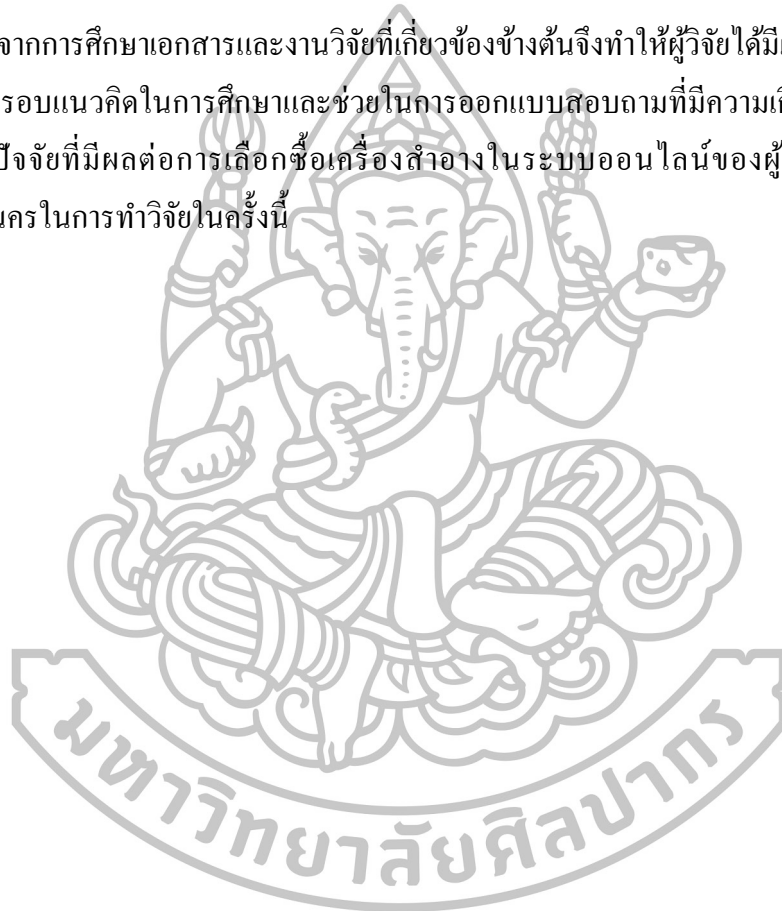 จากการศึกษาเอกสารและงานวิจัยที่เกี่ยวข้องข้างต้นจึงทำให้ผู้วิจัยได้มี
รอบแนวคิดในการศึกษาและช่วยในการออกแบบสอบถามที่มีความ
ปัจจัยที่มีผลต่อการเลือกซื้อเครื่องสำอางในระบบออนไลน์ของผู้
นครในการทำวิจัยในครั้งนี้
มหาวิทยาลัยศิลปากร